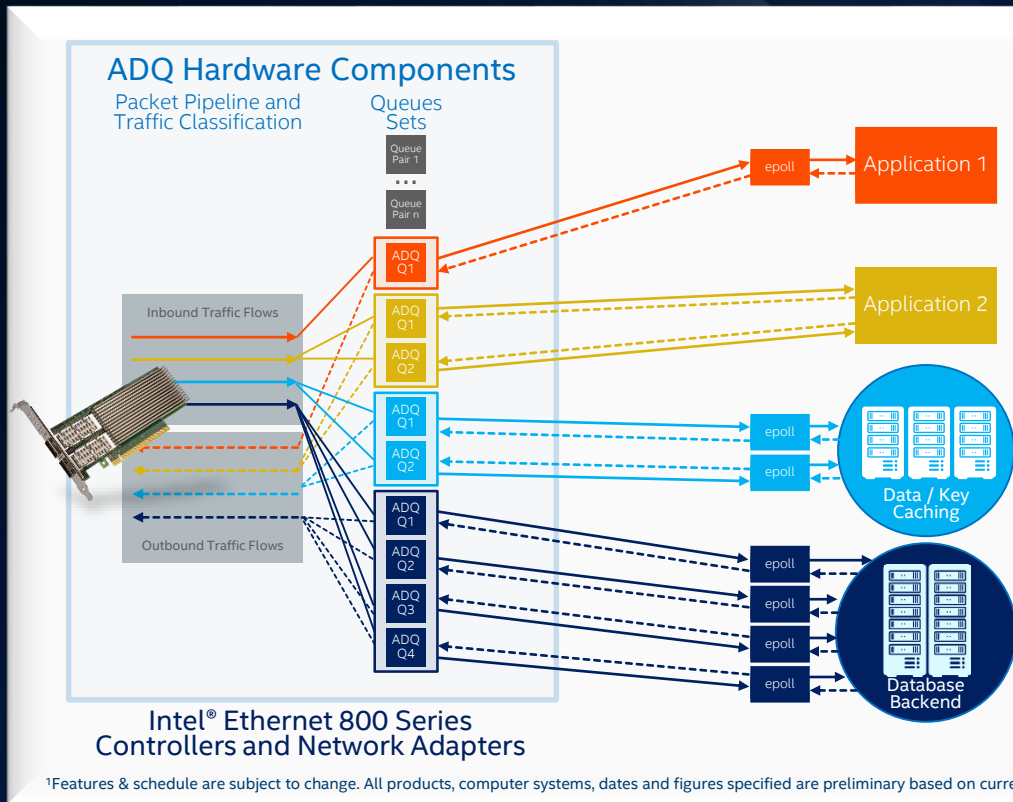 ADQ Hardware Components
Packet Pipeline and
Traffic Classification
Queues
Sets
Queue
Pair 1
...
Queue
Pair n
ADQ
Q1
epoll
Application 1
Inbound Traffic Flows
ADQ
Q1
ADQ
Q2
Application 2
ADQ
Q1
ADQ
Q2
epoll
epoll
Data / Key
Caching
Outbound Traffic Flows
ADQ
Q1
ADQ
Q2
ADQ
Q3
ADQ
Q4
epoll
epoll
epoll
epoll
Database
Backend
Intel® Ethernet 800 Series
Controllers and Network Adapters
¹Features & schedule are subject to change. All products, computer systems, dates and figures specified are preliminary based on